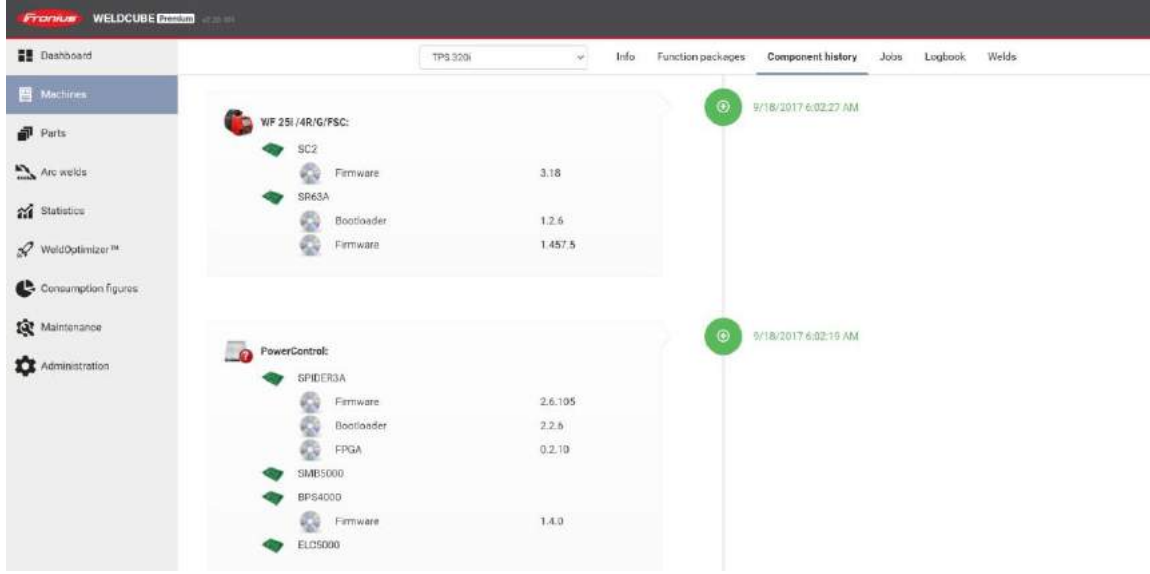 Fronius WELDCUBE Premium
TPS 320i Info Function packages Component history Jobs Logbook Welds
Dashboard
Machines
Parts
Arc welds
Statistics
WeldOptimizer™
Consumption figures
Maintenance
Administration
9/18/2017 6:02:27 AM
WF 25i /4R/G/FSC:
SC2
Firmware 3.18
SR63A
Bootloader 1.2.6
Firmware 1.457.5
9/18/2017 6:02:19 AM
PowerControl:
SPIDER3A
Firmware 2.6.105
Bootloader 2.2.6
FPGA 0.2.10
SMB5000
BPS4000
Firmware 1.4.0
ELC5000